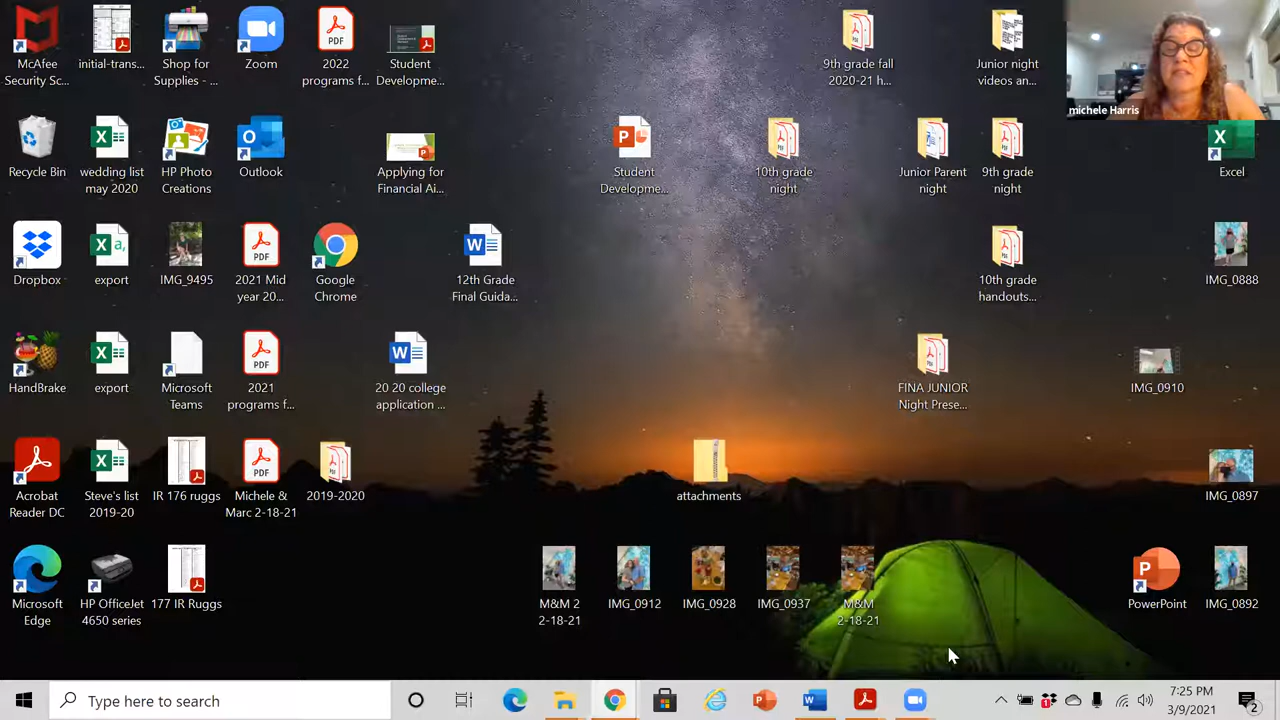 McAfee
Security Sc...
initial-trans...
Shop for
Supplies - ...
Zoom
2022
programs f...
Student
Developme...
9th grade fall
2020-21 h...
Junior night
videos an...
michele Harris
Recycle Bin
wedding list
may 2020
HP Photo
Creations
Outlook
Applying for
Financial Ai...
Student
Developme...
10th grade
night
Junior Parent
night
9th grade
night
Excel
Dropbox
export
IMG_9495
2021 Mid
year 20...
Google
Chrome
12th Grade
Final Guida...
10th grade
handouts...
IMG_0888
HandBrake
export
Microsoft
Teams
2021
programs f...
20 20 college
application ...
FINA JUNIOR
Night Prese...
IMG_0910
Acrobat
Reader DC
Steve's list
2019-20
IR 176 ruggs
Michele &
Marc 2-18-21
2019-2020
attachments
IMG_0897
Microsoft
Edge
HP OfficeJet
4650 series
177 IR Ruggs
M&M 2
2-18-21
IMG_0912
IMG_0928
IMG_0937
M&M
2-18-21
PowerPoint
IMG_0892
Type here to search
7:25 PM
3/9/2021
2